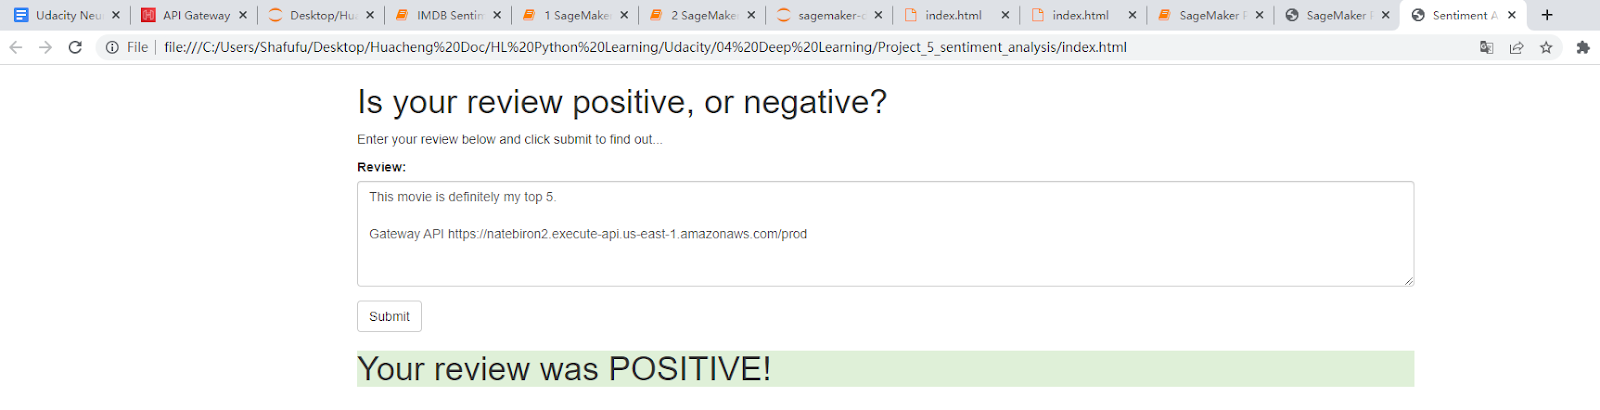 Udacity Neu
API Gateway
Desktop/Hua
IMDB Sentim
1 SageMaker
2 SageMake
sagemaker-c
index.html
index.html
SageMaker P
SageMaker P
Sentiment A
File | file:///C:/Users/Shafufu/Desktop/Huacheng%20Doc/HL%20Python%20Learning/Udacity/04%20Deep%20Learning/Project_5_sentiment_analysis/index.html
Is your review positive, or negative?
Enter your review below and click submit to find out...
Review:
This movie is definitely my top 5.
Gateway API https://natebiron2.execute-api.us-east-1.amazonaws.com/prod
Submit
Your review was POSITIVE!